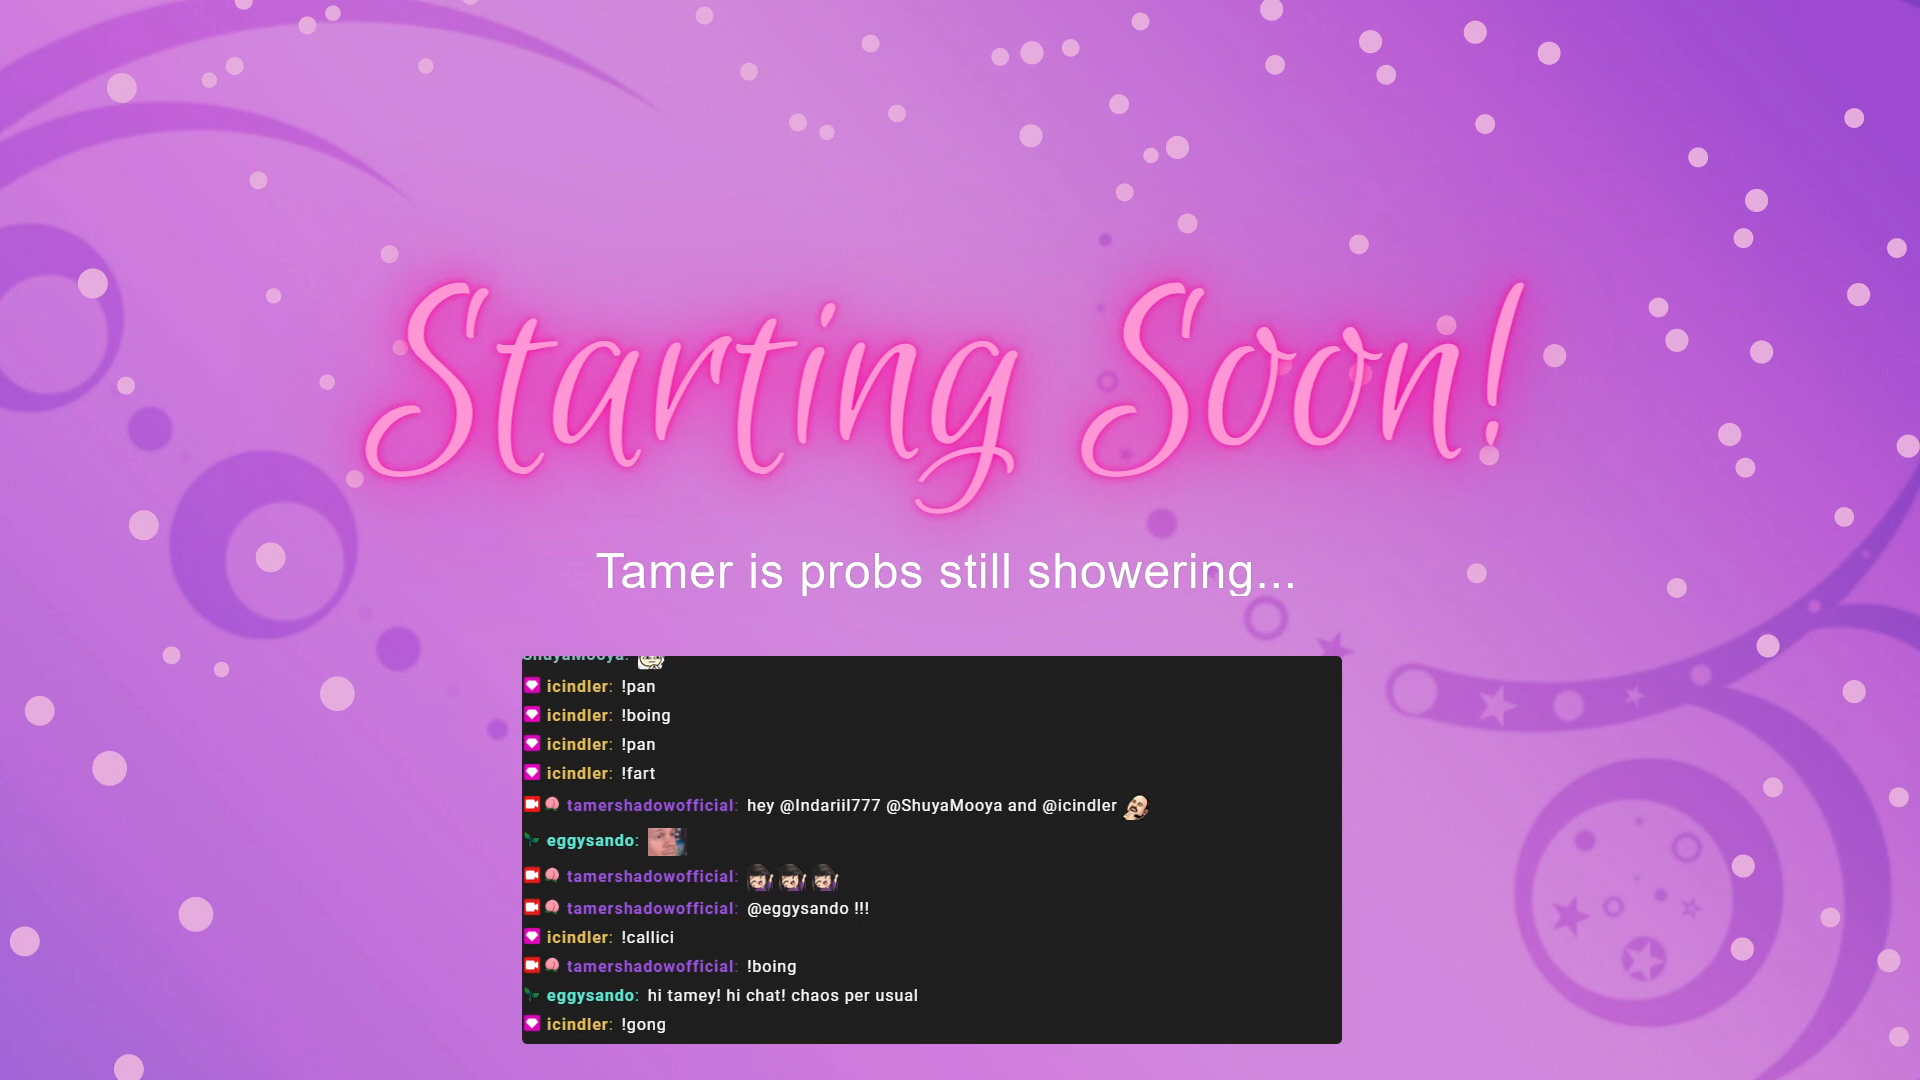 Starting Soon!
Tamer is probs still showering...
ShuyaMooya:
icindler: !pan
icindler: !boing
icindler: !pan
icindler: !fart
tamershadowofficial: hey @Indariil777 @ShuyaMooya and @icindler
eggysando:
tamershadowofficial:
tamershadowofficial: @eggysando !!!
icindler: !callici
tamershadowofficial: !boing
eggysando: hi tamey! hi chat! chaos per usual
icindler: !gong